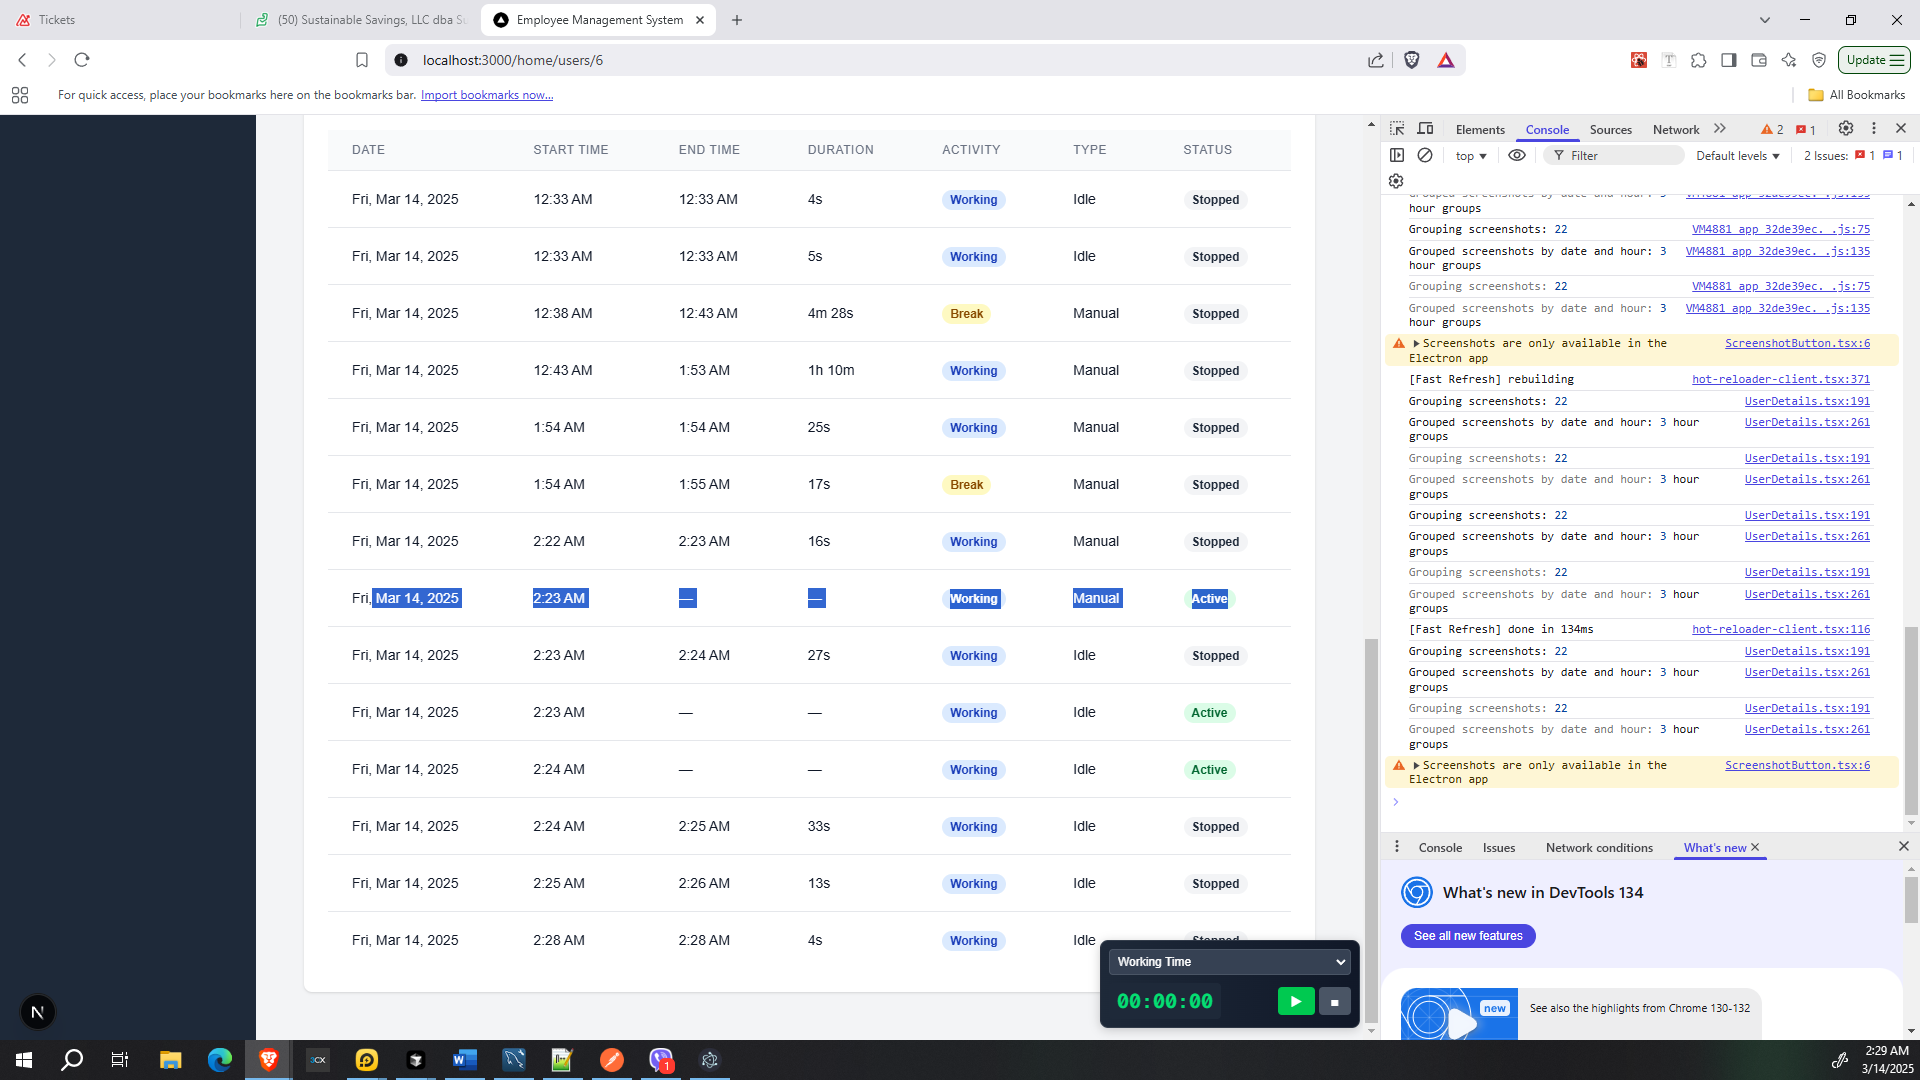 Tickets
(50) Sustainable Savings, LLC dba Su
Employee Management System
localhost:3000/home/users/6
Update
For quick access, place your bookmarks here on the bookmarks bar. Import bookmarks now...
All Bookmarks
DATE START TIME END TIME DURATION ACTIVITY TYPE STATUS
Fri, Mar 14, 2025 12:33 AM 12:33 AM 4s Working Idle Stopped
Fri, Mar 14, 2025 12:33 AM 12:33 AM 5s Working Idle Stopped
Fri, Mar 14, 2025 12:38 AM 12:43 AM 4m 28s Break Manual Stopped
Fri, Mar 14, 2025 12:43 AM 1:53 AM 1h 10m Working Manual Stopped
Fri, Mar 14, 2025 1:54 AM 1:54 AM 25s Working Manual Stopped
Fri, Mar 14, 2025 1:54 AM 1:55 AM 17s Break Manual Stopped
Fri, Mar 14, 2025 2:22 AM 2:23 AM 16s Working Manual Stopped
Fri, Mar 14, 2025 2:23 AM — — Working Manual Active
Fri, Mar 14, 2025 2:23 AM 2:24 AM 27s Working Idle Stopped
Fri, Mar 14, 2025 2:23 AM — — Working Idle Active
Fri, Mar 14, 2025 2:24 AM — — Working Idle Active
Fri, Mar 14, 2025 2:24 AM 2:25 AM 33s Working Idle Stopped
Fri, Mar 14, 2025 2:25 AM 2:26 AM 13s Working Idle Stopped
Fri, Mar 14, 2025 2:28 AM 2:28 AM 4s Working Idle Stopped
Working Time
00:00:00
N
Elements Console Sources Network 2 1
top Filter Default levels 2 Issues: 1 1
Grouped screenshots by date and hour: 3 VM4881 app 32de39ec. .js:135
hour groups
Grouping screenshots: 22 VM4881 app 32de39ec. .js:75
Grouped screenshots by date and hour: 3 VM4881 app 32de39ec. .js:135
hour groups
Grouping screenshots: 22 VM4881 app 32de39ec. .js:75
Grouped screenshots by date and hour: 3 VM4881 app 32de39ec. .js:135
hour groups
Screenshots are only available in the ScreenshotButton.tsx:6
Electron app
[Fast Refresh] rebuilding hot-reloader-client.tsx:371
Grouping screenshots: 22 UserDetails.tsx:191
Grouped screenshots by date and hour: 3 hour UserDetails.tsx:261
groups
Grouping screenshots: 22 UserDetails.tsx:191
Grouped screenshots by date and hour: 3 hour UserDetails.tsx:261
groups
Grouping screenshots: 22 UserDetails.tsx:191
Grouped screenshots by date and hour: 3 hour UserDetails.tsx:261
groups
Grouping screenshots: 22 UserDetails.tsx:191
Grouped screenshots by date and hour: 3 hour UserDetails.tsx:261
groups
[Fast Refresh] done in 134ms hot-reloader-client.tsx:116
Grouping screenshots: 22 UserDetails.tsx:191
Grouped screenshots by date and hour: 3 hour UserDetails.tsx:261
groups
Grouping screenshots: 22 UserDetails.tsx:191
Grouped screenshots by date and hour: 3 hour UserDetails.tsx:261
groups
Screenshots are only available in the ScreenshotButton.tsx:6
Electron app
Console Issues Network conditions What's new
What's new in DevTools 134
See all new features
new
See also the highlights from Chrome 130-132
3CX
1
2:29 AM
3/14/2025